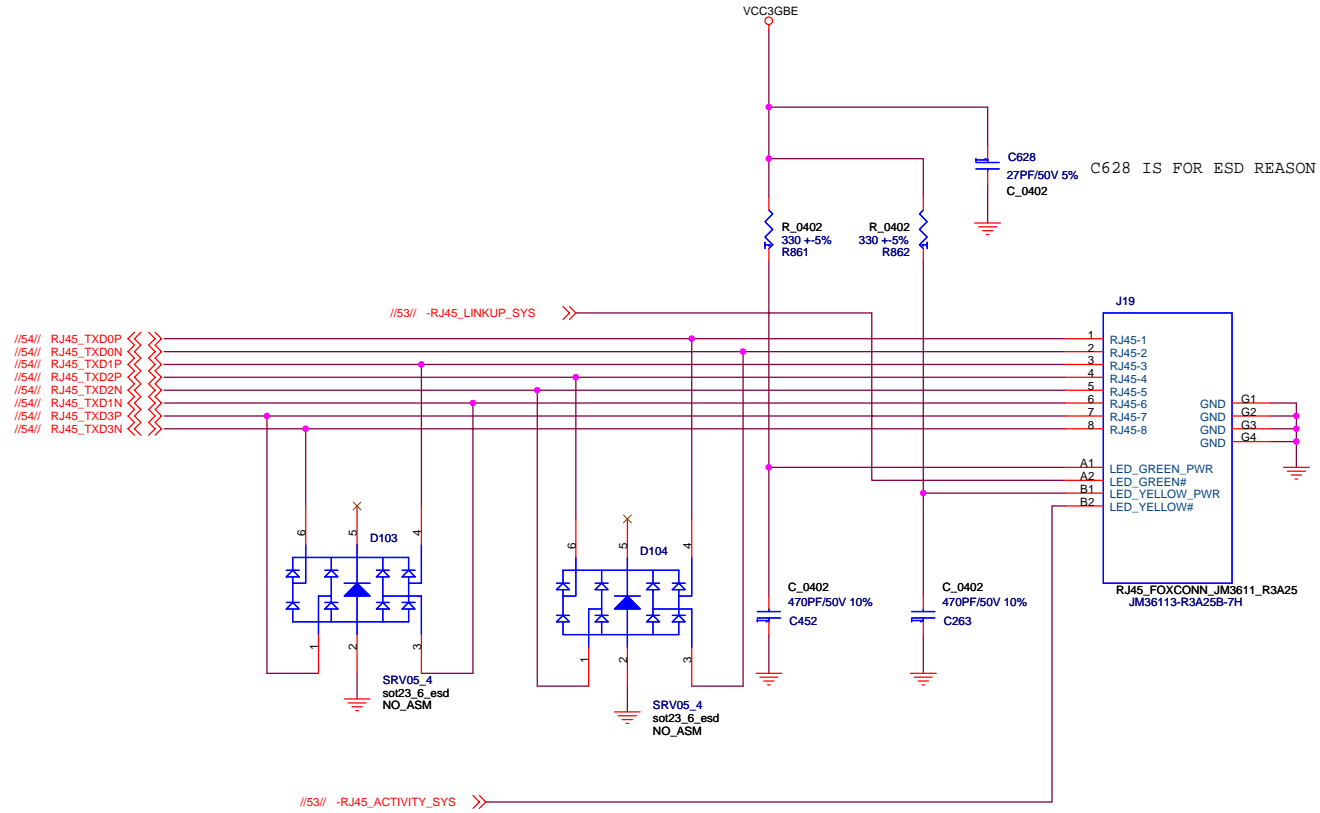 VCC3GBE
C628
27PF/50V 5%
C_0402
C628 IS FOR ESD REASON
R_0402
330 +-5%
R861
R_0402
330 +-5%
R862
J19
//53// -RJ45_LINKUP_SYS
//54// RJ45_TXD0P
//54// RJ45_TXD0N
//54// RJ45_TXD1P
//54// RJ45_TXD2P
//54// RJ45_TXD2N
//54// RJ45_TXD1N
//54// RJ45_TXD3P
//54// RJ45_TXD3N
1 RJ45-1
2 RJ45-2
3 RJ45-3
4 RJ45-4
5 RJ45-5
6 RJ45-6
7 RJ45-7
8 RJ45-8
GND G1
GND G2
GND G3
GND G4
A1 LED_GREEN_PWR
A2 LED_GREEN#
B1 LED_YELLOW_PWR
B2 LED_YELLOW#
RJ45_FOXCONN_JM3611_R3A25
JM36113-R3A25B-7H
6 5 4
D103
1 2 3
SRV05_4
sot23_6_esd
NO_ASM
6 5 4
D104
1 2 3
SRV05_4
sot23_6_esd
NO_ASM
C_0402
470PF/50V 10%
C452
C_0402
470PF/50V 10%
C263
//53// -RJ45_ACTIVITY_SYS